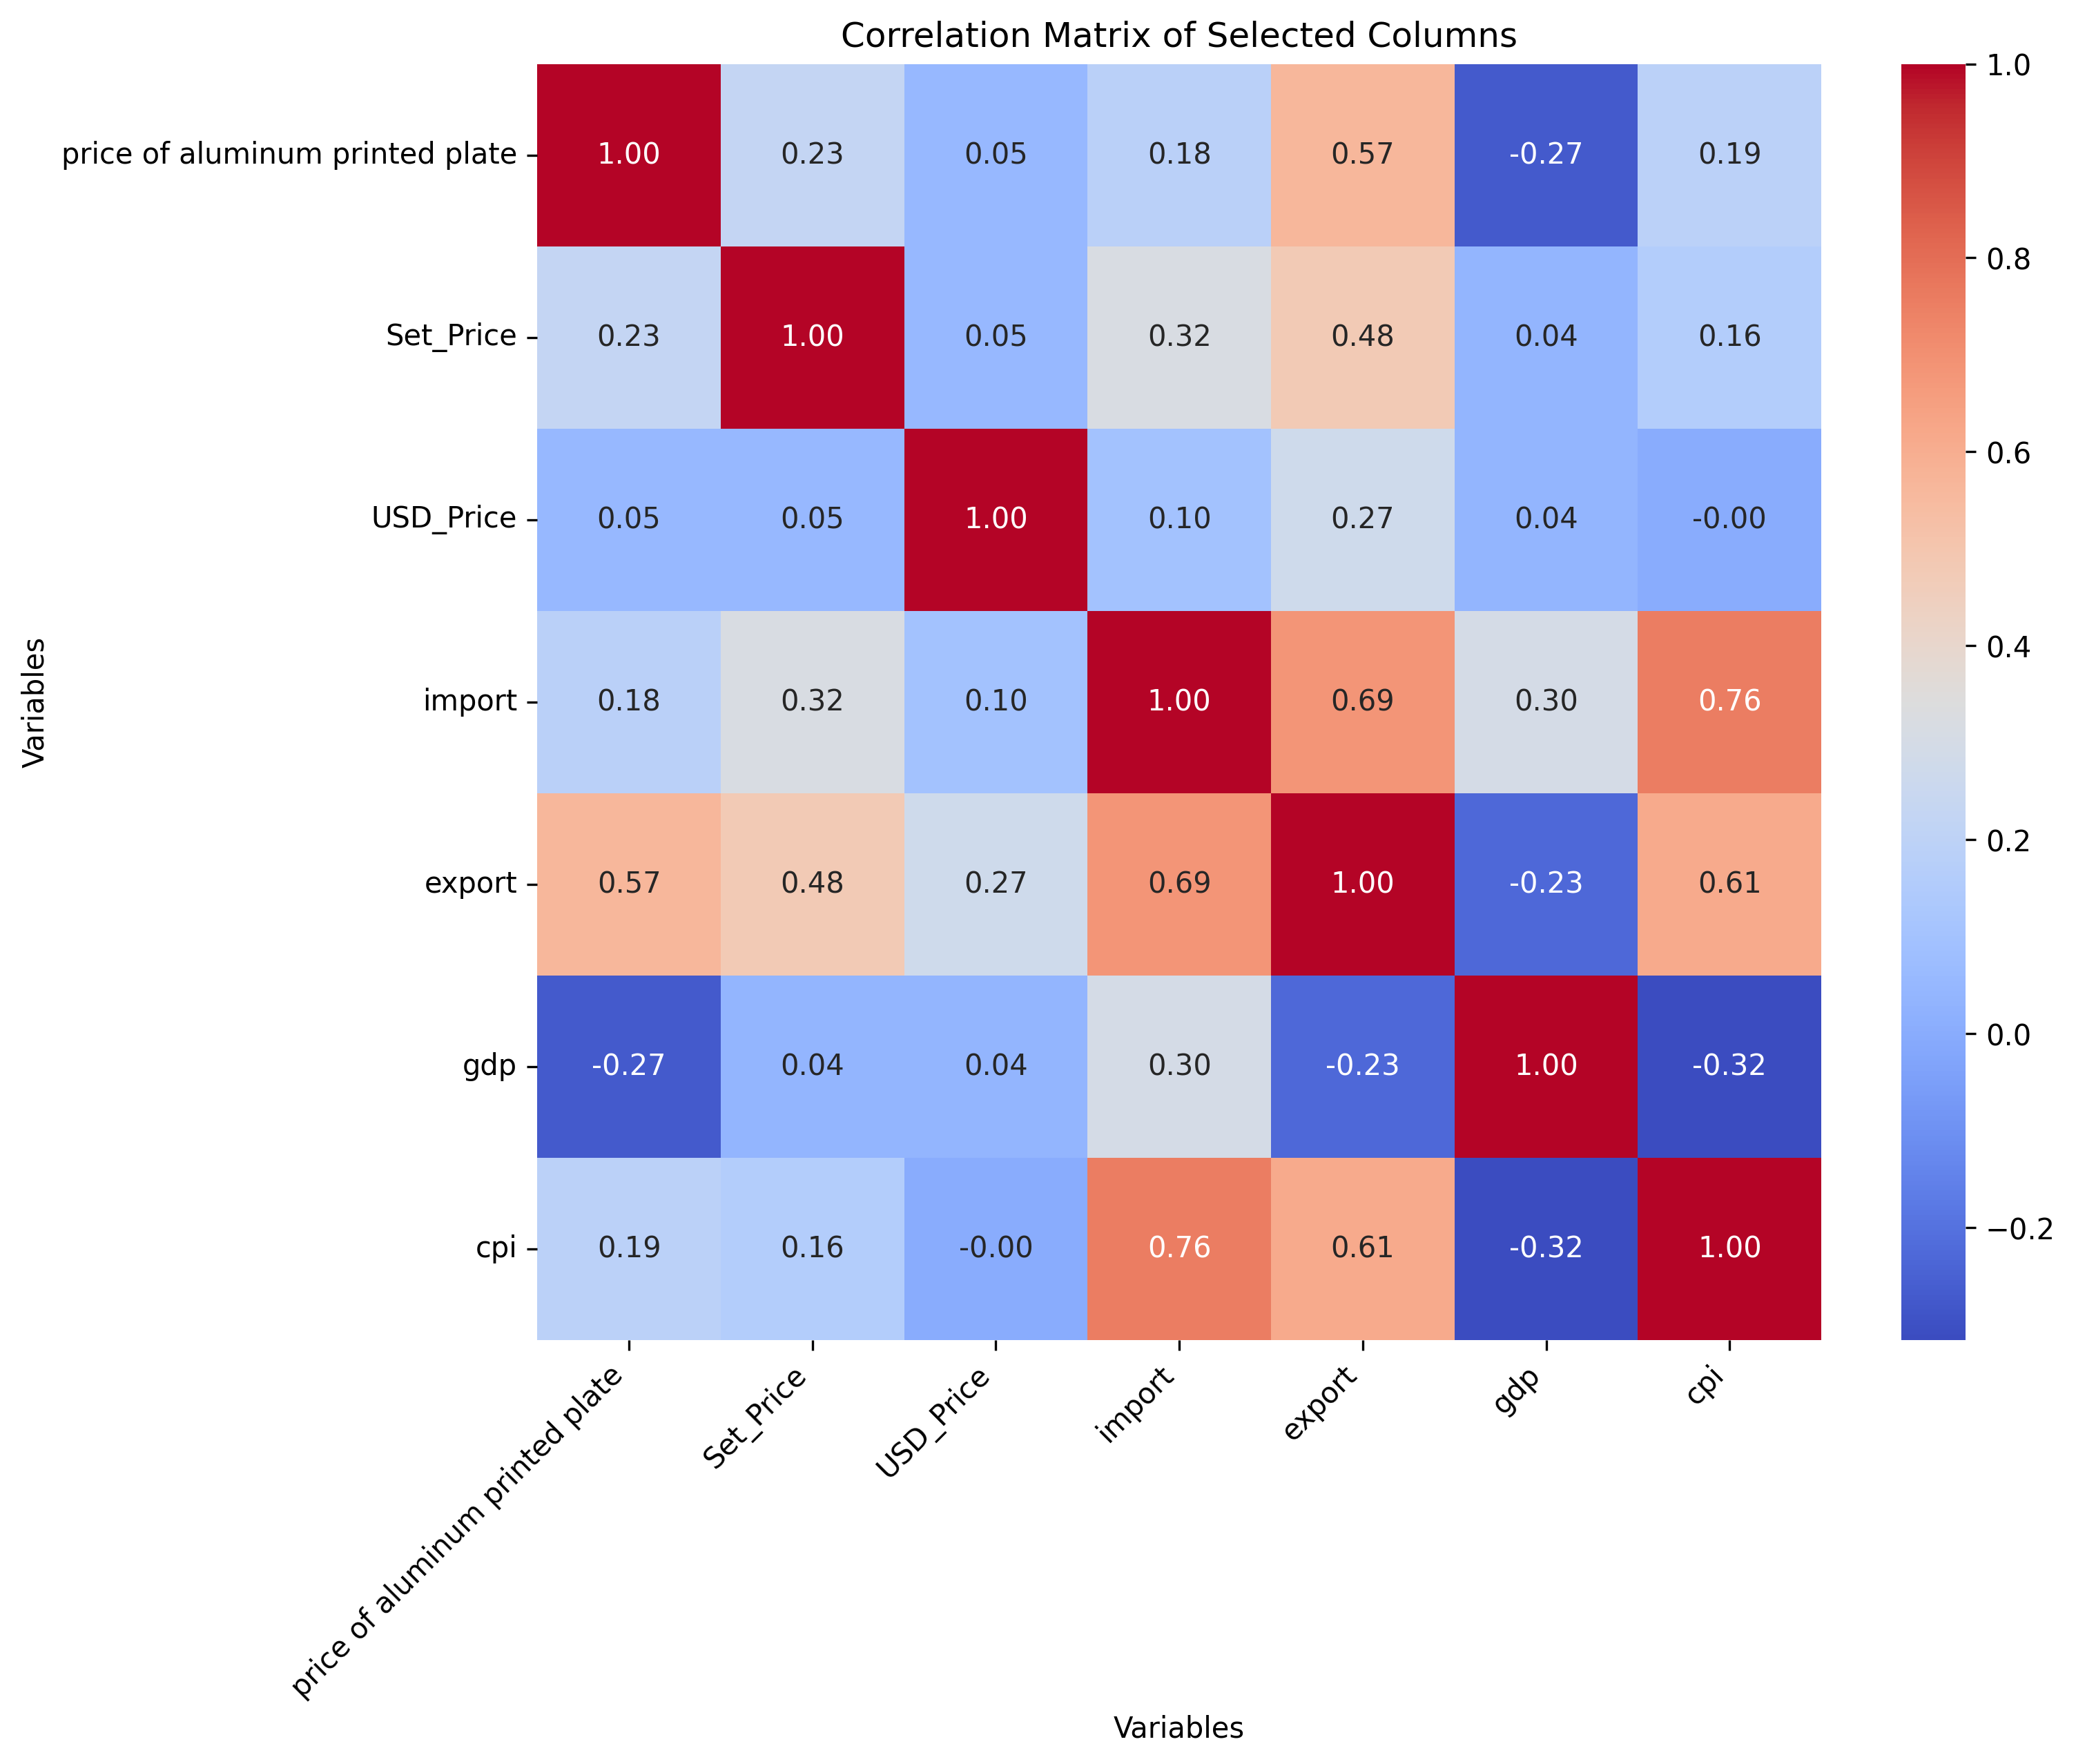 Correlation Matrix of Selected Columns
price of aluminum printed plate 1.00 0.23 0.05 0.18 0.57 -0.27 0.19
Set_Price 0.23 1.00 0.05 0.32 0.48 0.04 0.16
USD_Price 0.05 0.05 1.00 0.10 0.27 0.04 -0.00
import 0.18 0.32 0.10 1.00 0.69 0.30 0.76
export 0.57 0.48 0.27 0.69 1.00 -0.23 0.61
gdp -0.27 0.04 0.04 0.30 -0.23 1.00 -0.32
cpi 0.19 0.16 -0.00 0.76 0.61 -0.32 1.00
Variables
price of aluminum printed plate
Set_Price
USD_Price
import
export
gdp
cpi
Variables
1.0
0.8
0.6
0.4
0.2
0.0
−0.2